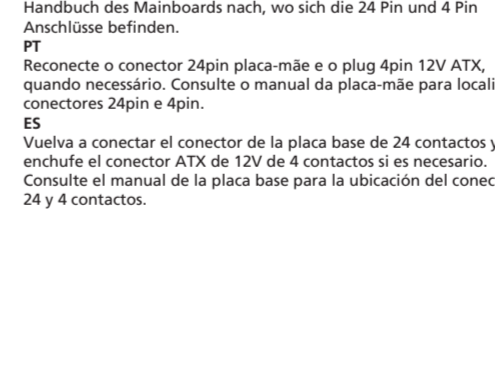 Handbuch des Mainboards nach, wo sich die 24 Pin und 4 Pin
Anschlüsse befinden.
PT
Reconecte o conector 24pin placa-mãe e o plug 4pin 12V ATX,
quando necessário. Consulte o manual da placa-mãe para locali
conectores 24pin e 4pin.
ES
Vuelva a conectar el conector de la placa base de 24 contactos y
enchufe el conector ATX de 12V de 4 contactos si es necesario.
Consulte el manual de la placa base para la ubicación del conec
24 y 4 contactos.